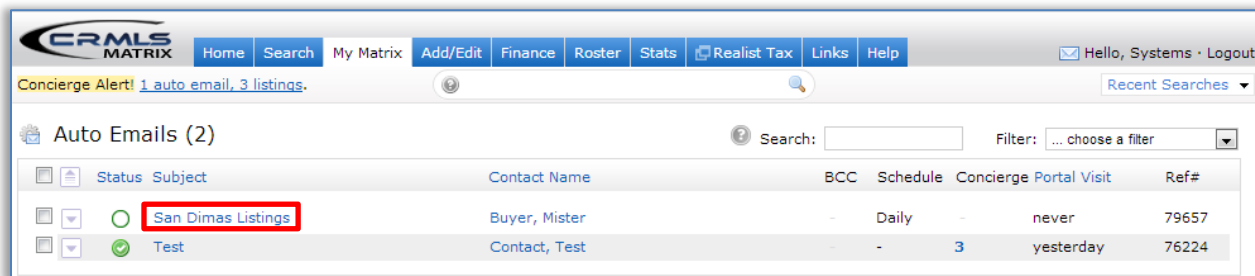 CRMLS
MATRIX
Home Search My Matrix Add/Edit Finance Roster Stats Realist Tax Links Help Hello, Systems · Logout
Concierge Alert! 1 auto email, 3 listings. Recent Searches
Auto Emails (2) Search: Filter: ... choose a filter
Status Subject Contact Name BCC Schedule Concierge Portal Visit Ref#
San Dimas Listings Buyer, Mister - Daily - never 79657
Test Contact, Test - - 3 yesterday 76224